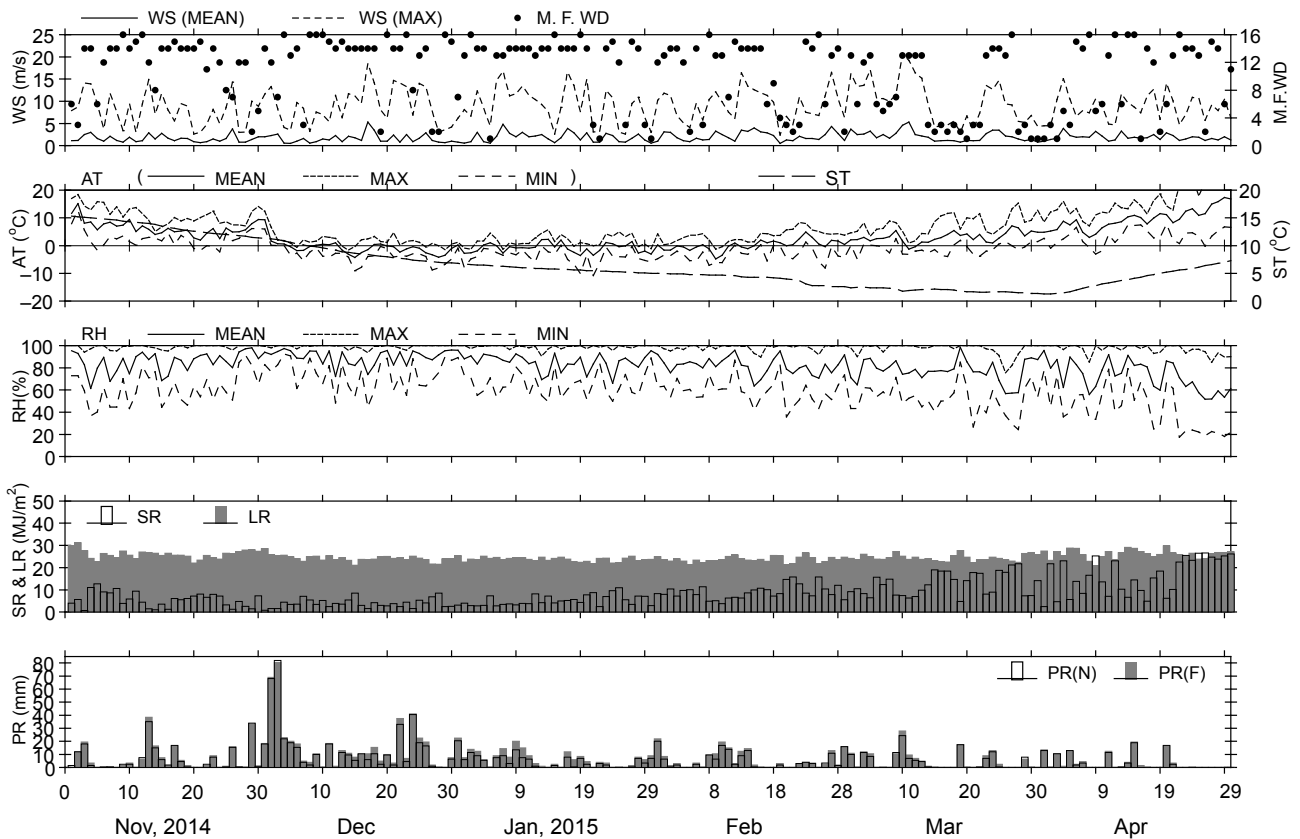 WS (MEAN) WS (MAX) M. F. WD
25 20 15 10 5 0
WS (m/s)
16 12 8 4 0
M.F.WD
AT ( MEAN MAX MIN ) ST
20 10 0 –10 –20
AT (°C)
20 15 10 5 0
ST (°C)
RH MEAN MAX MIN
100 80 60 40 20 0
RH(%)
SR LR
50 40 30 20 10 0
SR & LR (MJ/m²)
PR(N) PR(F)
80 70 60 50 40 30 20 10 0
PR (mm)
0 10 20 30 10 20 30 9 19 29 8 18 28 10 20 30 9 19 29
Nov, 2014 Dec Jan, 2015 Feb Mar Apr